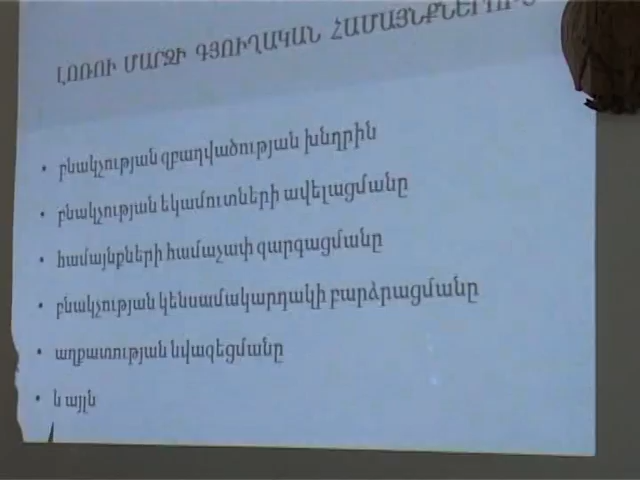 ԼՈՌՈՒ ՄԱՐԶԻ ԳՅՈՒՂԱԿԱՆ ՀԱՄԱՅՆՔՆԵՐՈՒՄ
• բնակչության զբաղվածության խնդրին
• բնակչության եկամուտների ավելացմանը
• համայնքների համաչափ զարգացմանը
• բնակչության կենսամակարդակի բարձրացմանը
• աղքատության նվազեցմանը
• և այլն